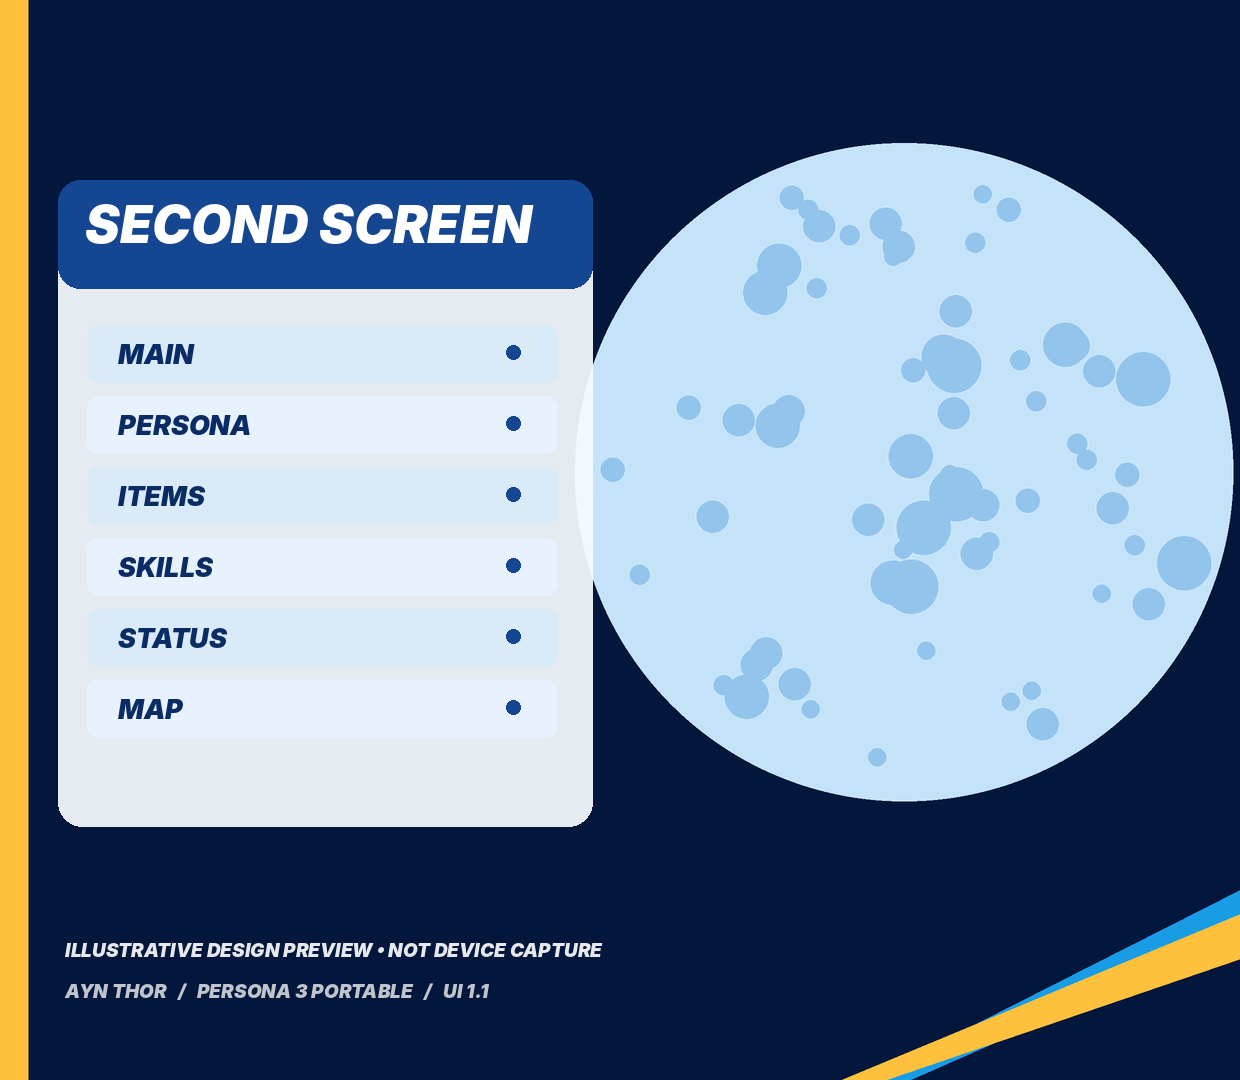 SECOND SCREEN
MAIN
PERSONA
ITEMS
SKILLS
STATUS
MAP
ILLUSTRATIVE DESIGN PREVIEW • NOT DEVICE CAPTURE
AYN THOR / PERSONA 3 PORTABLE / UI 1.1